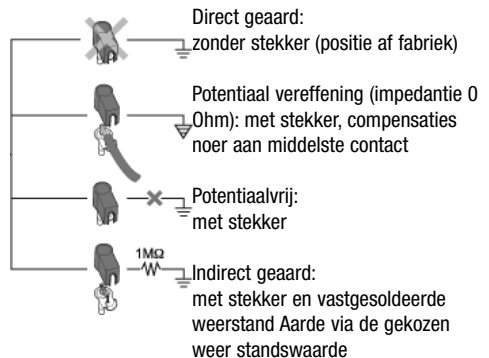 Direct geaard:
zonder stekker (positie af fabriek)
Potentiaal vereffening (impedantie 0
Ohm): met stekker, compensaties
noer aan middelste contact
Potentiaalvrij:
met stekker
1MΩ
Indirect geaard:
met stekker en vastgesoldeerde
weerstand Aarde via de gekozen
weer standswaarde